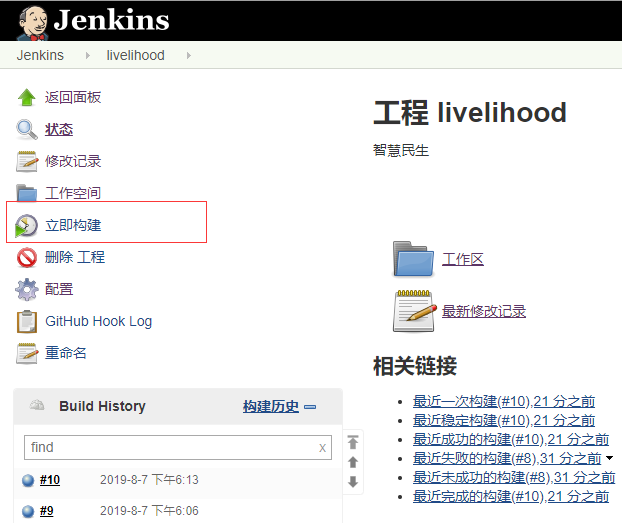 Jenkins
Jenkins livelihood
返回面板
状态
修改记录
工作空间
立即构建
删除 工程
配置
GitHub Hook Log
重命名
Build History 构建历史
find x
#10 2019-8-7 下午6:13
#9 2019-8-7 下午6:06
工程 livelihood
智慧民生
工作区
最新修改记录
相关链接
最近一次构建(#10),21 分之前
最近稳定构建(#10),21 分之前
最近成功的构建(#10),21 分之前
最近失败的构建(#8),31 分之前
最近未成功的构建(#8),31 分之前
最近完成的构建(#10),21 分之前